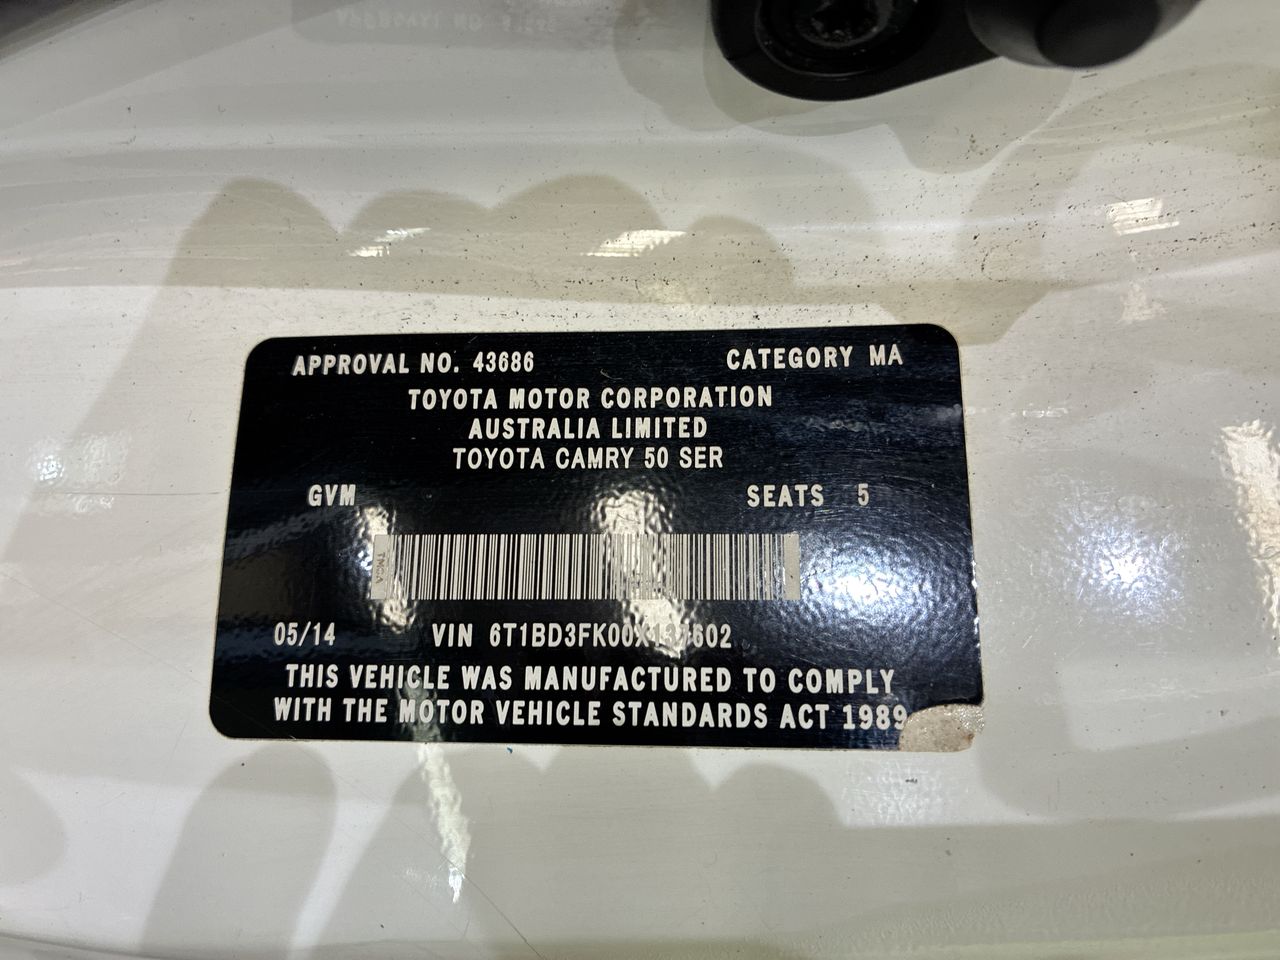 APPROVAL NO. 43686 CATEGORY MA
TOYOTA MOTOR CORPORATION
AUSTRALIA LIMITED
TOYOTA CAMRY 50 SER
GVM SEATS 5
05/14 VIN
THIS VEHICLE WAS MANUFACTURED TO COMPLY
WITH THE MOTOR VEHICLE STANDARDS ACT 1989